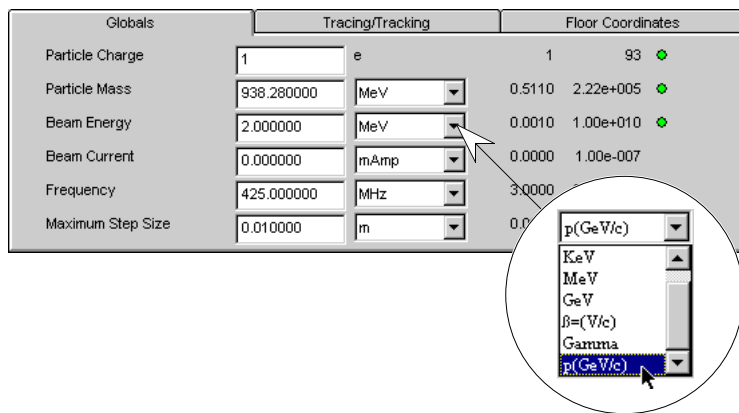 Globals Tracing/Tracking Floor Coordinates
Particle Charge 1 e 1 93
Particle Mass 938.280000 MeV 0.5110 2.22e+005
Beam Energy 2.000000 MeV 0.0010 1.00e+010
Beam Current 0.000000 mAmp 0.0000 1.00e-007
Frequency 425.000000 MHz 3.0000
Maximum Step Size 0.010000 m 0.0
p(GeV/c)
KeV
MeV
GeV
ß=(V/c)
Gamma
p(GeV/c)